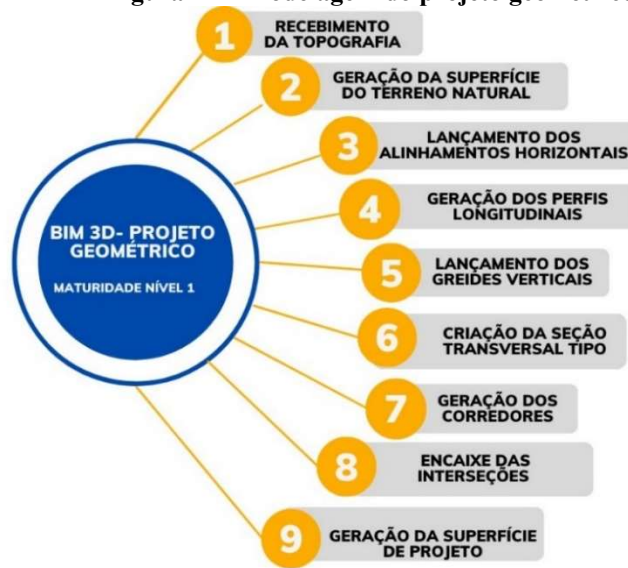 1
RECEBIMENTO
DA TOPOGRAFIA
2
GERAÇÃO DA SUPERFÍCIE
DO TERRENO NATURAL
3
LANÇAMENTO DOS
ALINHAMENTOS HORIZONTAIS
4
GERAÇÃO DOS PERFIS
LONGITUDINAIS
BIM 3D- PROJETO
GEOMÉTRICO
MATURIDADE NÍVEL 1
5
LANÇAMENTO DOS
GREIDES VERTICAIS
6
CRIAÇÃO DA SEÇÃO
TRANSVERSAL TIPO
7
GERAÇÃO DOS
CORREDORES
8
ENCAIXE DAS
INTERSEÇÕES
9
GERAÇÃO DA SUPERFÍCIE
DE PROJETO